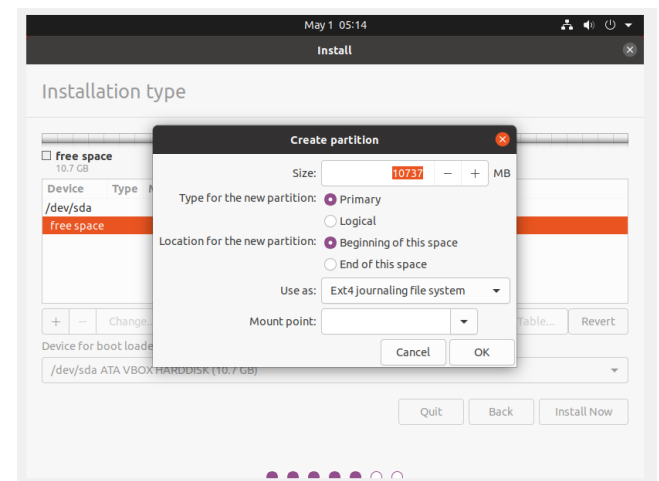 May 1 05:14
Install
Installation type
free space
10.7 GB
Device Type
/dev/sda
free space
Create partition
Size: 10737 − + MB
Type for the new partition: Primary
Logical
Location for the new partition: Beginning of this space
End of this space
Use as: Ext4 journaling file system
Mount point:
Cancel OK
+ − Change... Table... Revert
Device for boot loade
/dev/sda ATA VBOX HARDDISK (10.7 GB)
Quit Back Install Now